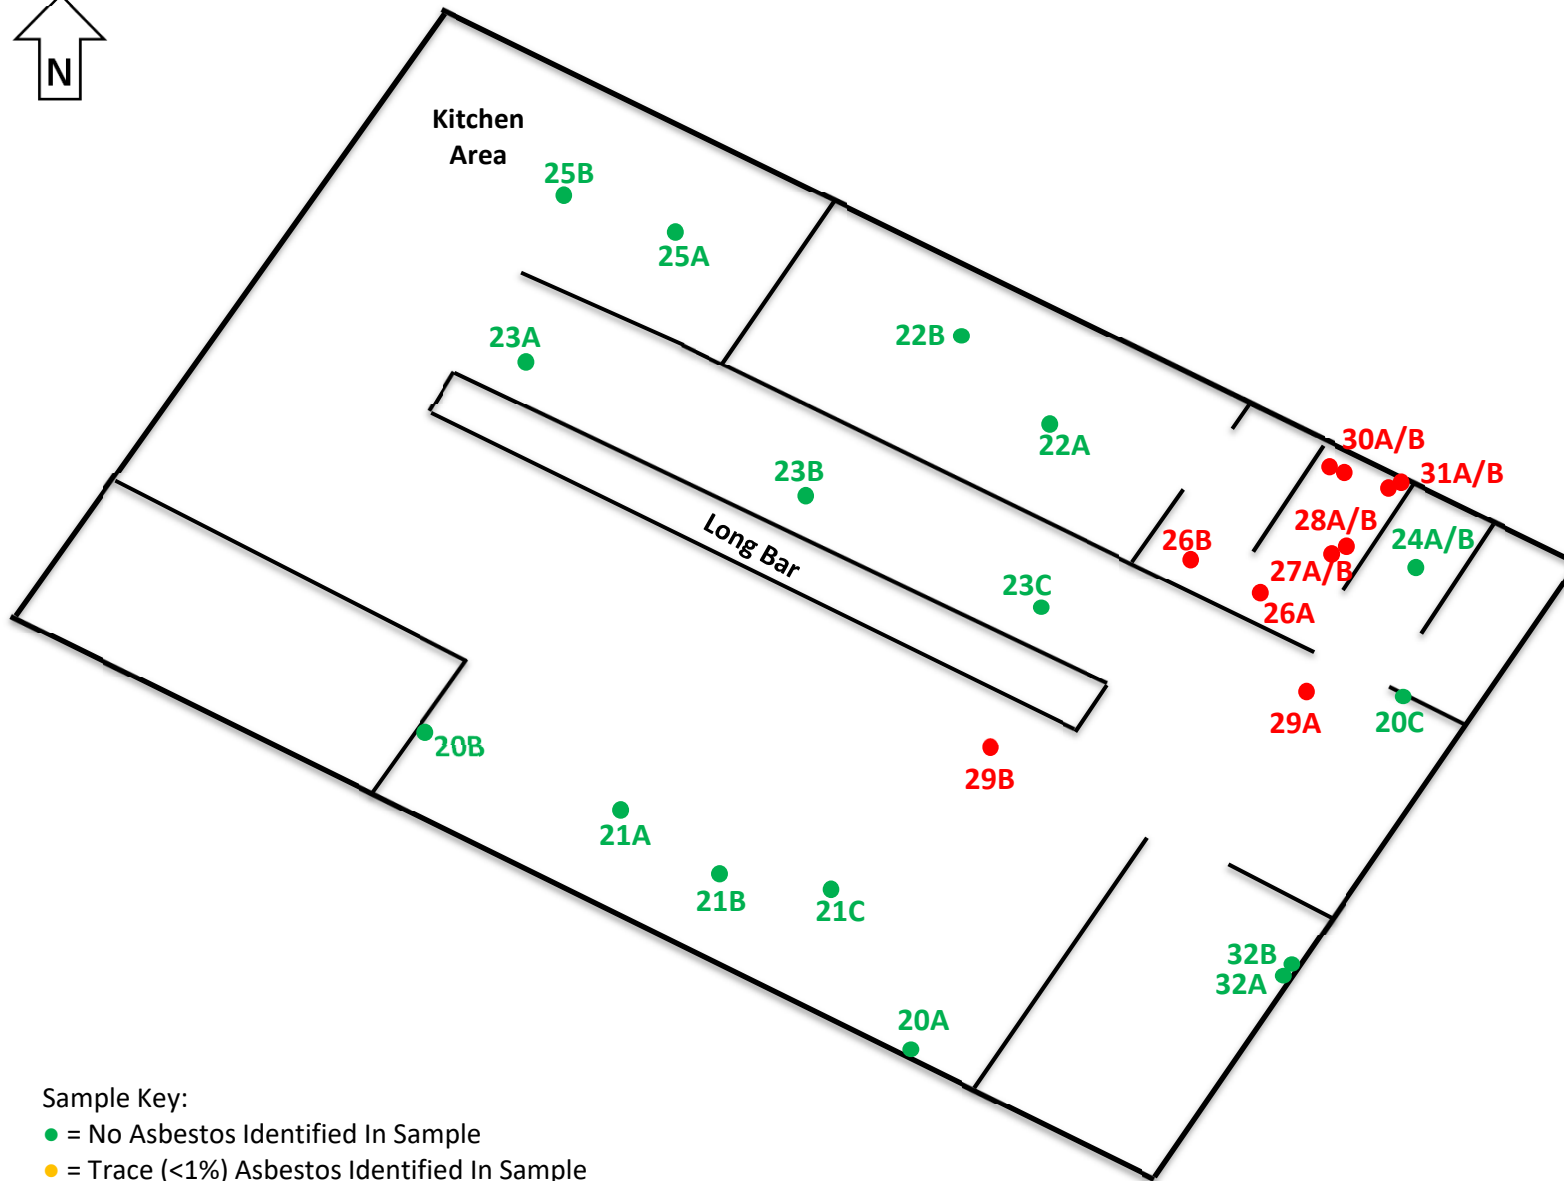 N
Kitchen
Area
25B
25A
23A
22B
22A
30A/B
31A/B
23B
28A/B
24A/B
Long Bar
26B
27A/B
23C
26A
29A
20C
20B
29B
21A
21B
21C
32B
32A
20A
Sample Key:
= No Asbestos Identified In Sample
= Trace (<1%) Asbestos Identified In Sample